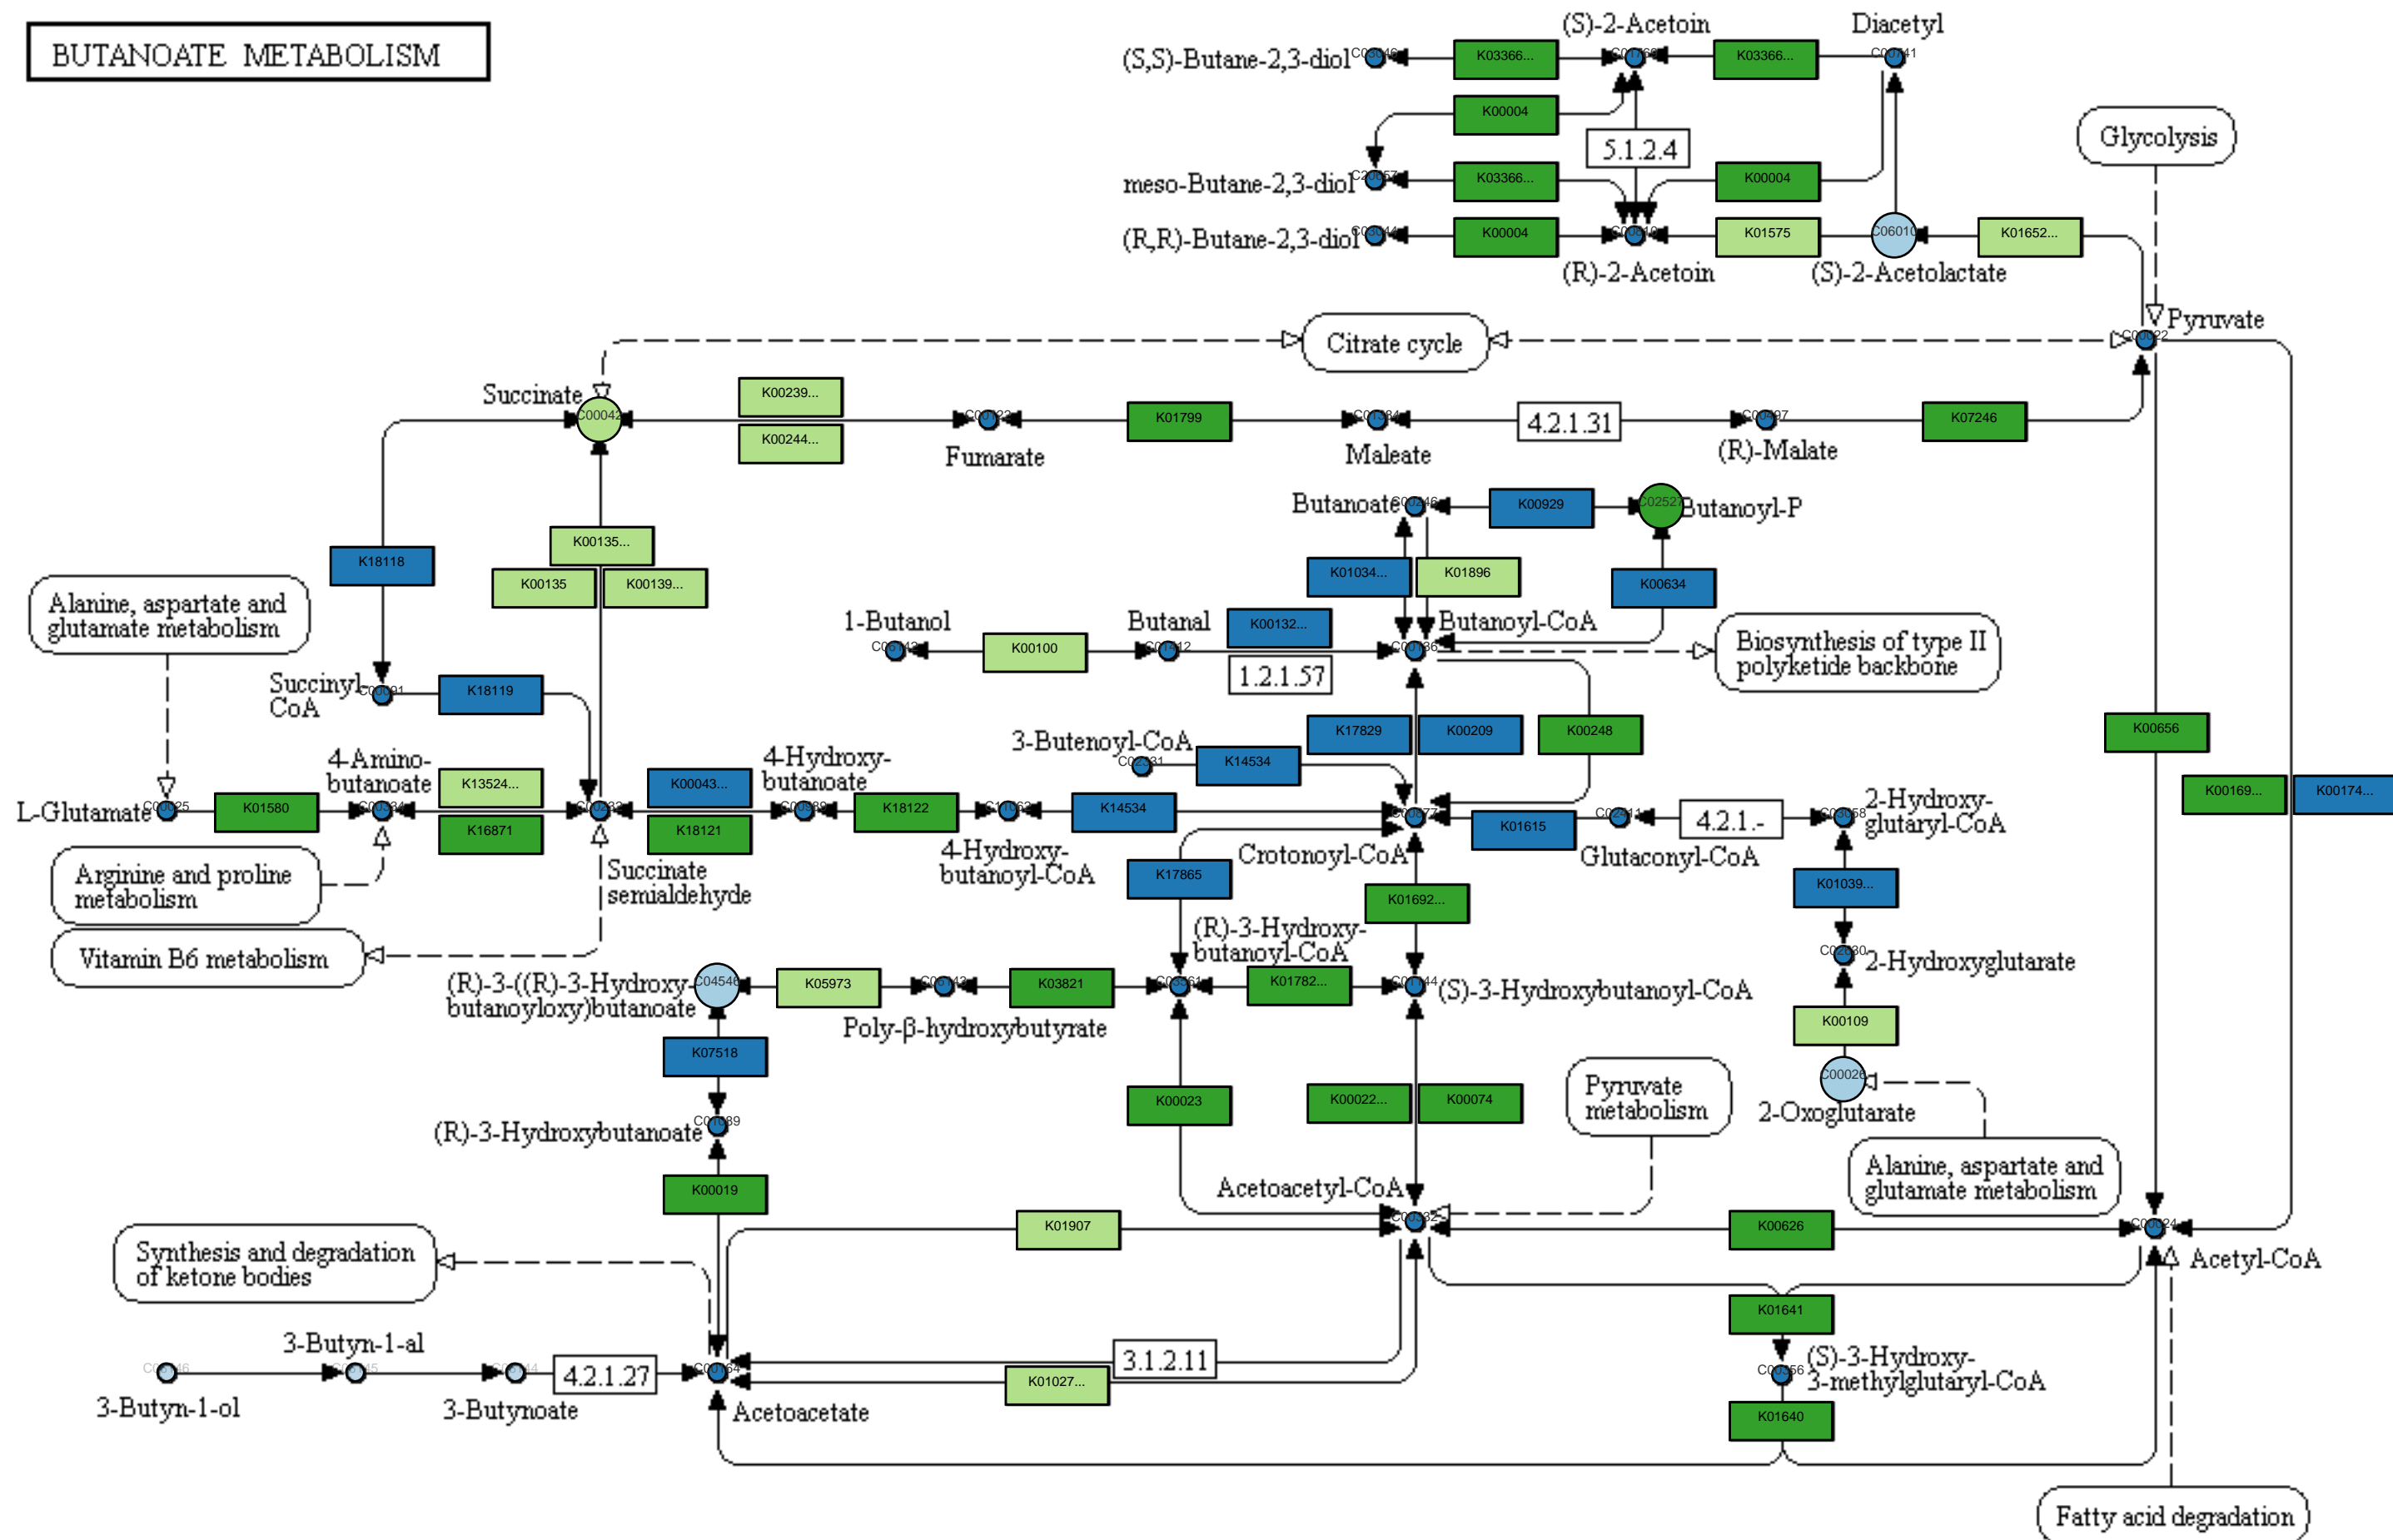 BUTANOATE METABOLISM
(S)-2-Acetoin
Diacetyl
(S,S)-Butane-2,3-diol
K03366...
K03366...
K00004
5.1.2.4
Glycolysis
meso-Butane-2,3-diol
K03366...
K00004
(R,R)-Butane-2,3-diol
K00004
K01575
C06010
K01652...
(R)-2-Acetoin
(S)-2-Acetolactate
Pyruvate
C00022
Citrate cycle
Succinate
C00042
K00239...
K00244...
Fumarate
K01799
Maleate
4.2.1.31
(R)-Malate
K07246
Butanoate
K00929
C02527
Butanoyl-P
K18118
K00135...
K00135
K00139...
K01034...
K01896
K00634
Alanine, aspartate and
glutamate metabolism
1-Butanol
K00100
Butanal
K00132...
1.2.1.57
Butanoyl-CoA
Biosynthesis of type II
polyketide backbone
Succinyl-
CoA
K18119
K17829
K00209
K00248
K00656
3-Butenoyl-CoA
K14534
4-Amino-
butanoate
4-Hydroxy-
butanoate
L-Glutamate
K01580
K13524...
K16871
K00043...
K18121
K18122
K14534
K01615
4.2.1.-
2-Hydroxy-
glutaryl-CoA
K00169...
K00174...
4-Hydroxy-
butanoyl-CoA
Crotonoyl-CoA
Glutaconyl-CoA
Succinate
semialdehyde
Arginine and proline
metabolism
K17865
K01692...
K01039...
Vitamin B6 metabolism
(R)-3-Hydroxy-
butanoyl-CoA
2-Hydroxyglutarate
(R)-3-((R)-3-Hydroxy-
butanoyloxy)butanoate
C04546
K05973
K03821
K01782...
(S)-3-Hydroxybutanoyl-CoA
Poly-β-hydroxybutyrate
K00109
K07518
C00026
2-Oxoglutarate
K00023
K00022...
K00074
Pyruvate
metabolism
(R)-3-Hydroxybutanoate
Alanine, aspartate and
glutamate metabolism
K00019
Acetoacetyl-CoA
K01907
K00626
Acetyl-CoA
Synthesis and degradation
of ketone bodies
K01641
3-Butyn-1-al
3.1.2.11
4.2.1.27
K01027...
(S)-3-Hydroxy-
3-methylglutaryl-CoA
3-Butyn-1-ol
3-Butynoate
Acetoacetate
K01640
Fatty acid degradation